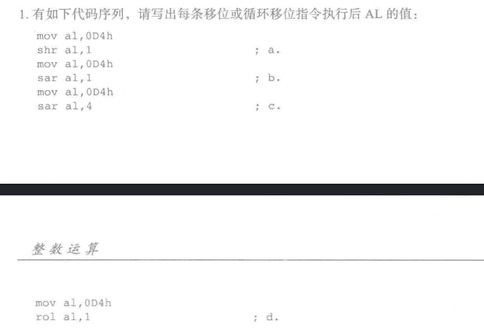 1. 有如下代码序列，请写出每条移位或循环移位指令执行后 AL 的值：
mov al,0D4h
shr al,1 ; a.
mov al,0D4h
sar al,1 ; b.
mov al,0D4h
sar al,4 ; c.
整数运算
mov al,0D4h
rol al,1 ; d.